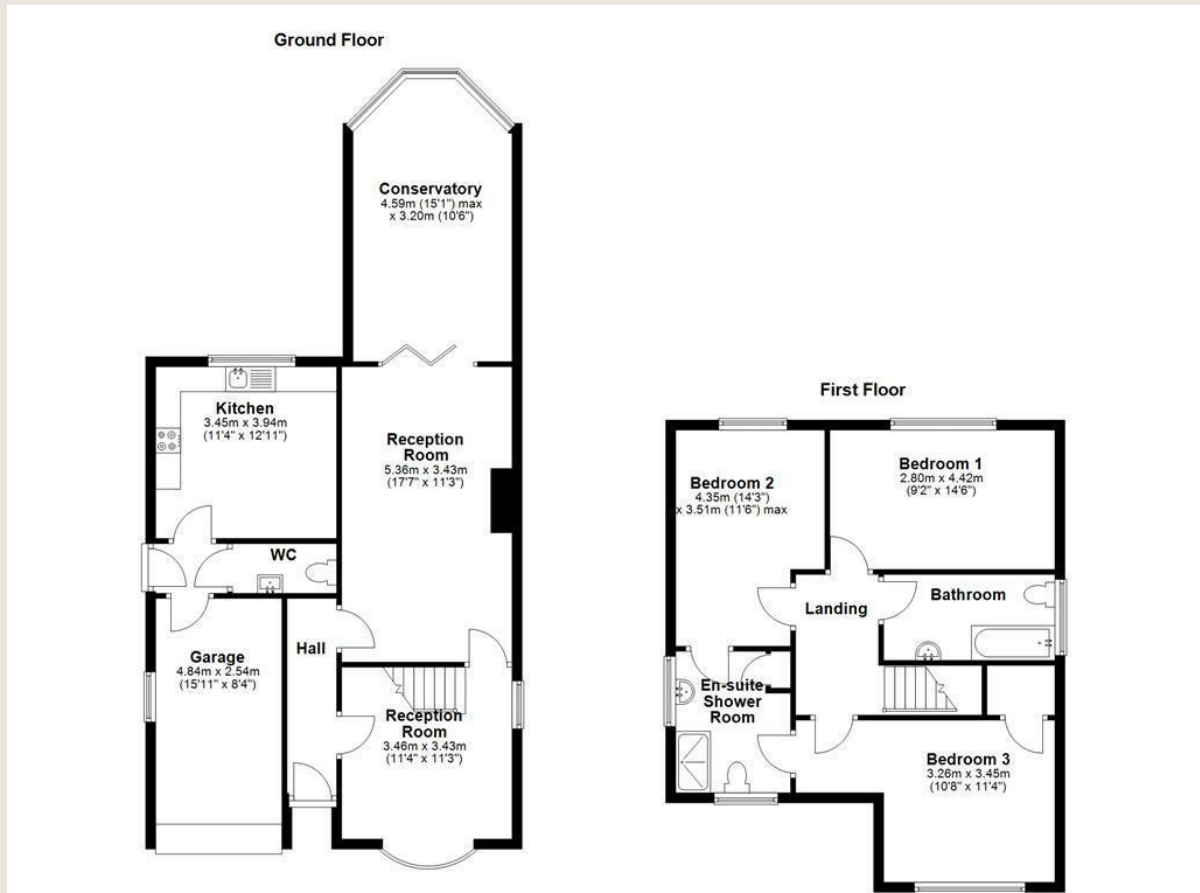 Ground Floor
Conservatory
4.59m (15'1") max
x 3.20m (10'6")
Kitchen
3.45m x 3.94m
(11'4" x 12'11")
Reception
Room
5.36m x 3.43m
(17'7" x 11'3")
WC
Hall
Garage
4.84m x 2.54m
(15'11" x 8'4")
Reception
Room
3.46m x 3.43m
(11'4" x 11'3")
First Floor
Bedroom 2
4.35m (14'3")
x 3.51m (11'6") max
Bedroom 1
2.80m x 4.42m
(9'2" x 14'6")
Landing
Bathroom
En-suite
Shower
Room
Bedroom 3
3.26m x 3.45m
(10'8" x 11'4")